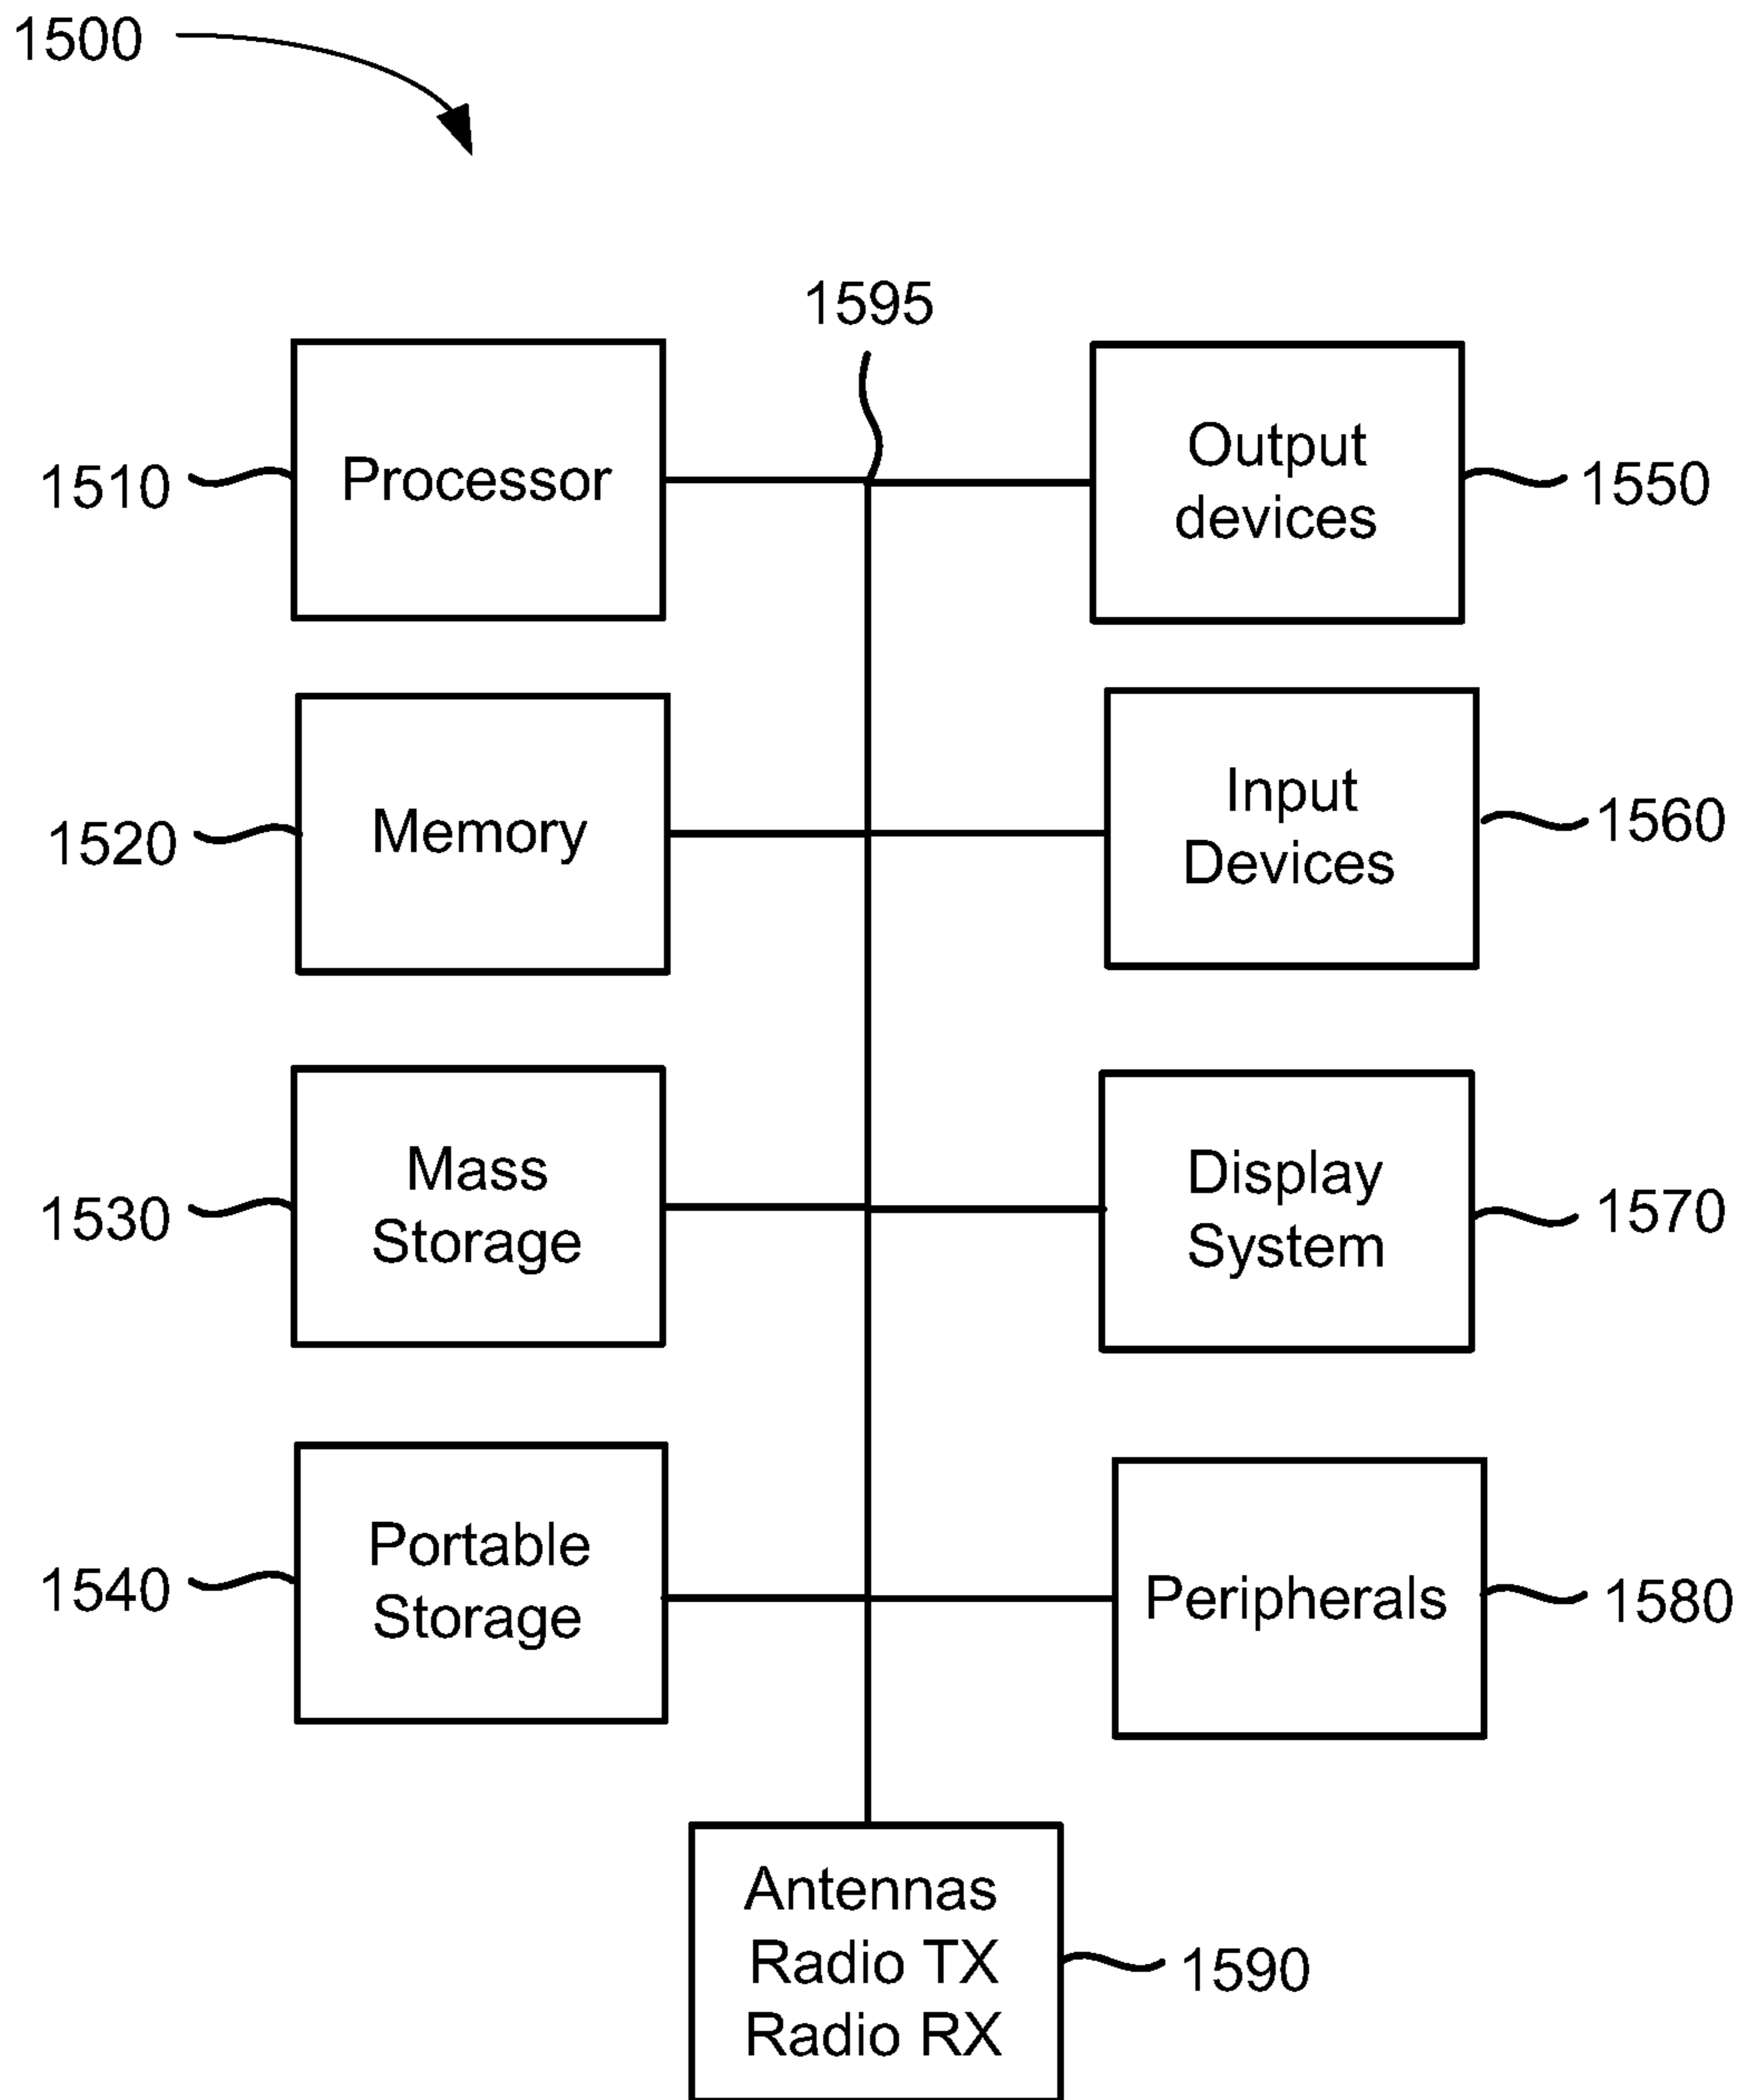 1500
1595
1510
Processor
Output
devices
1550
1520
Memory
Input
Devices
1560
1530
Mass
Storage
Display
System
1570
1540
Portable
Storage
Peripherals
1580
Antennas
Radio TX
Radio RX
1590